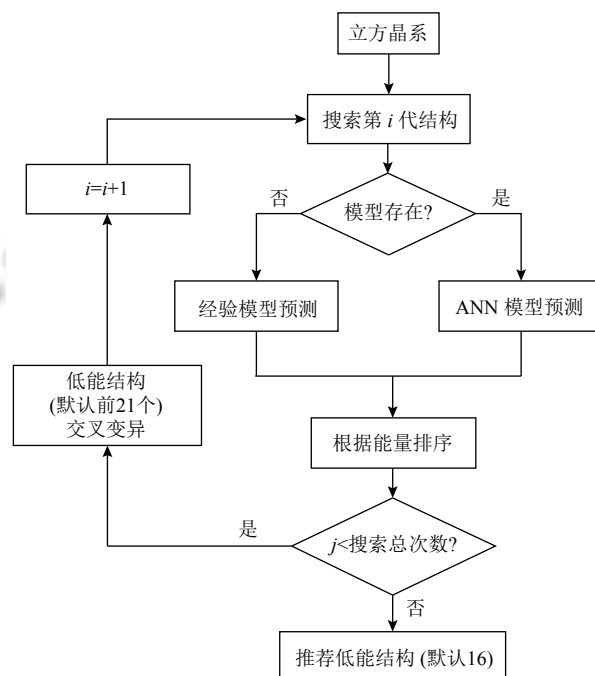 立方晶系
搜索第 i 代结构
i=i+1
模型存在?
否
是
经验模型预测
ANN 模型预测
低能结构
(默认前21个)
交叉变异
根据能量排序
是
j<搜索总次数?
否
推荐低能结构 (默认16)